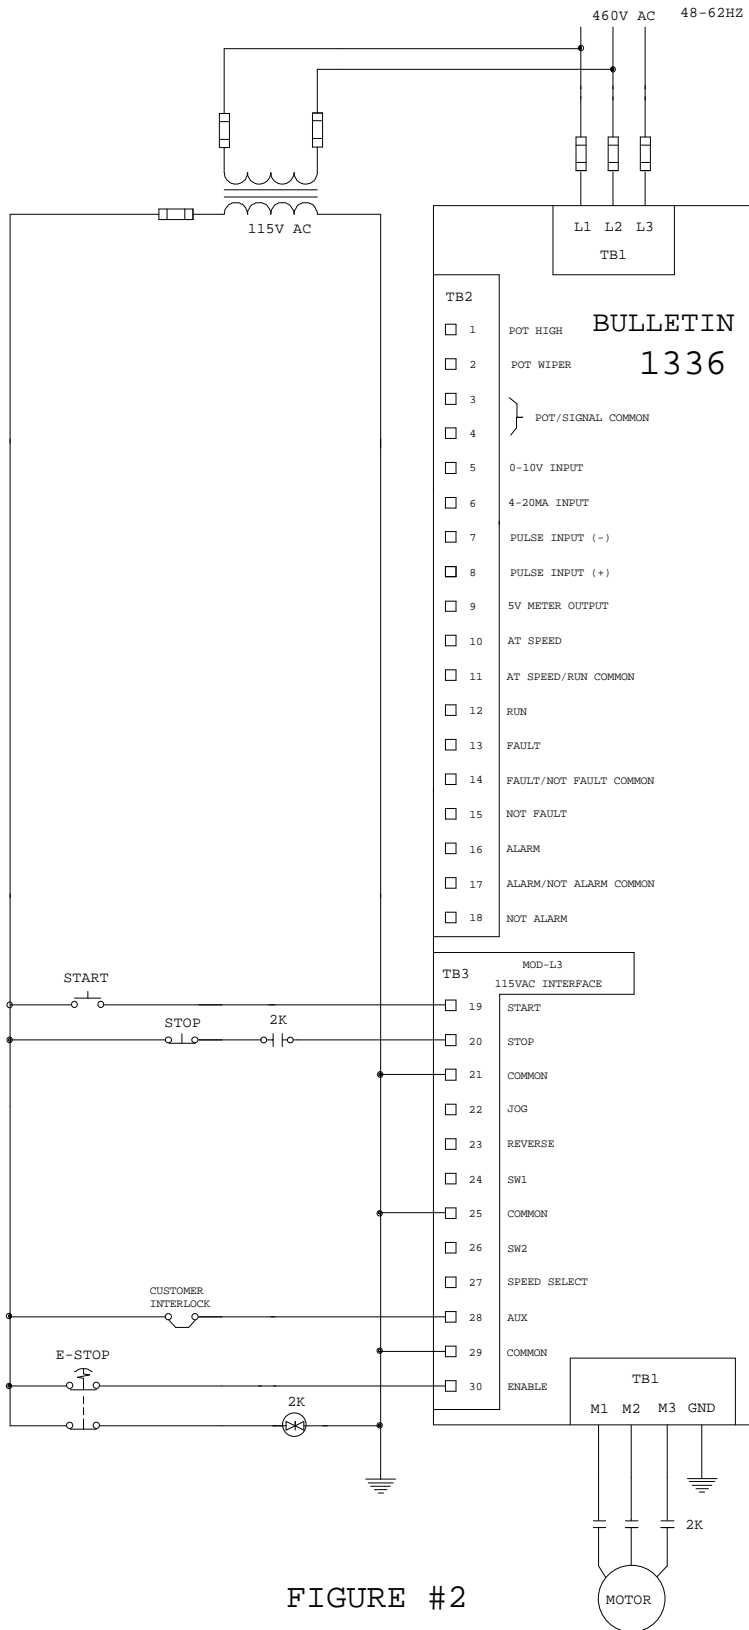 460V AC 48-62HZ
115V AC
L1 L2 L3
TB1
TB2
BULLETIN
1336
1 POT HIGH
2 POT WIPER
3
POT/SIGNAL COMMON
4
5 0-10V INPUT
6 4-20MA INPUT
7 PULSE INPUT (-)
8 PULSE INPUT (+)
9 5V METER OUTPUT
10 AT SPEED
11 AT SPEED/RUN COMMON
12 RUN
13 FAULT
14 FAULT/NOT FAULT COMMON
15 NOT FAULT
16 ALARM
17 ALARM/NOT ALARM COMMON
18 NOT ALARM
TB3
MOD-L3
115VAC INTERFACE
START
19 START
STOP 2K
20 STOP
21 COMMON
22 JOG
23 REVERSE
24 SW1
25 COMMON
26 SW2
27 SPEED SELECT
CUSTOMER
INTERLOCK
28 AUX
29 COMMON
E-STOP
30 ENABLE
2K
TB1
M1 M2 M3 GND
2K
MOTOR
FIGURE #2